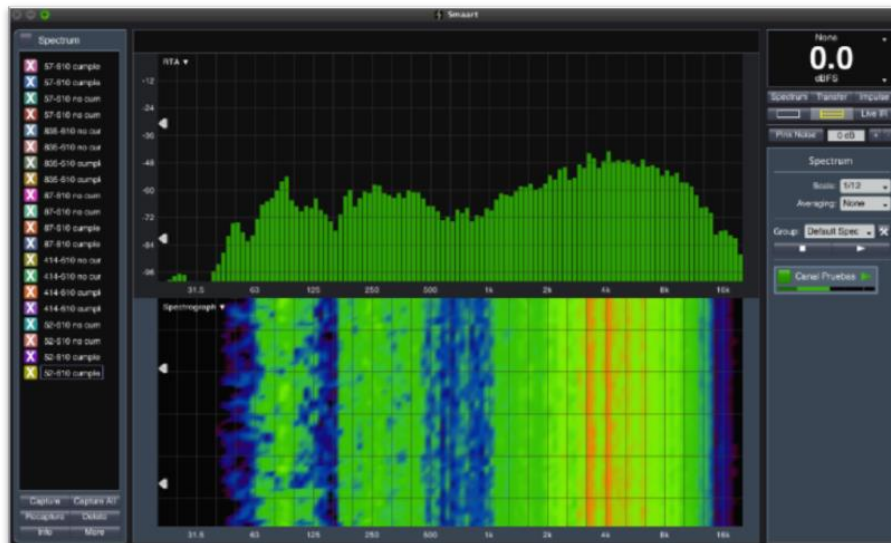 Smaart
Spectrum
57-610 cumple
57-610 cumple
57-610 no cum
57-610 no cum
835-610 no cur
835-610 no cur
835-610 cumpl
835-610 cumpl
87-610 no cum
87-610 no cum
87-610 cumple
87-610 cumple
414-610 no cur
414-610 no cur
414-610 cumpl
414-610 cumpl
52-610 no cum
52-610 no cum
52-610 cumple
52-610 cumple
Capture Capture All
Recapture Delete
Info More
RTA
-12
-24
-36
-48
-60
-72
-84
-96
31.5 63 125 250 500 1k 2k 4k 8k 16k
Spectrograph
31.5 63 125 250 500 1k 2k 4k 8k 16k
None
0.0
dBFS
Spectrum Transfer Impulse
Live IR
Pink Noise 0 dB +
Spectrum
Scale: 1/12
Averaging: None
Group: Default Spec
Canal Pruebas